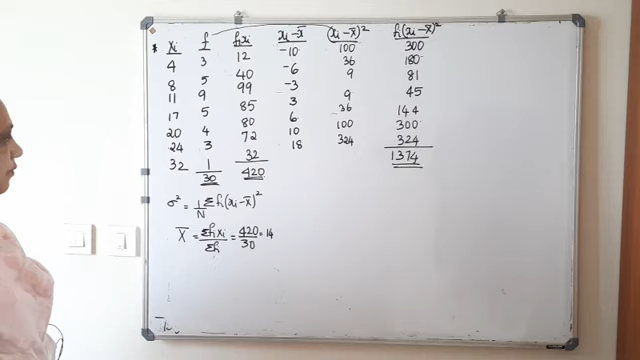 xi f fixi xi-x̄ (xi-x̄)² fi(xi-x̄)²
4 3 12 -10 100 300
8 5 40 -6 36 180
11 9 99 -3 9 81
17 5 85 3 9 45
20 4 80 6 36 144
24 3 72 10 100 300
32 1 32 18 324 324
30 420 1374
σ² = 1/N Σfi(xi-x̄)²
X̄ = Σfixi/Σfi = 420/30 = 14